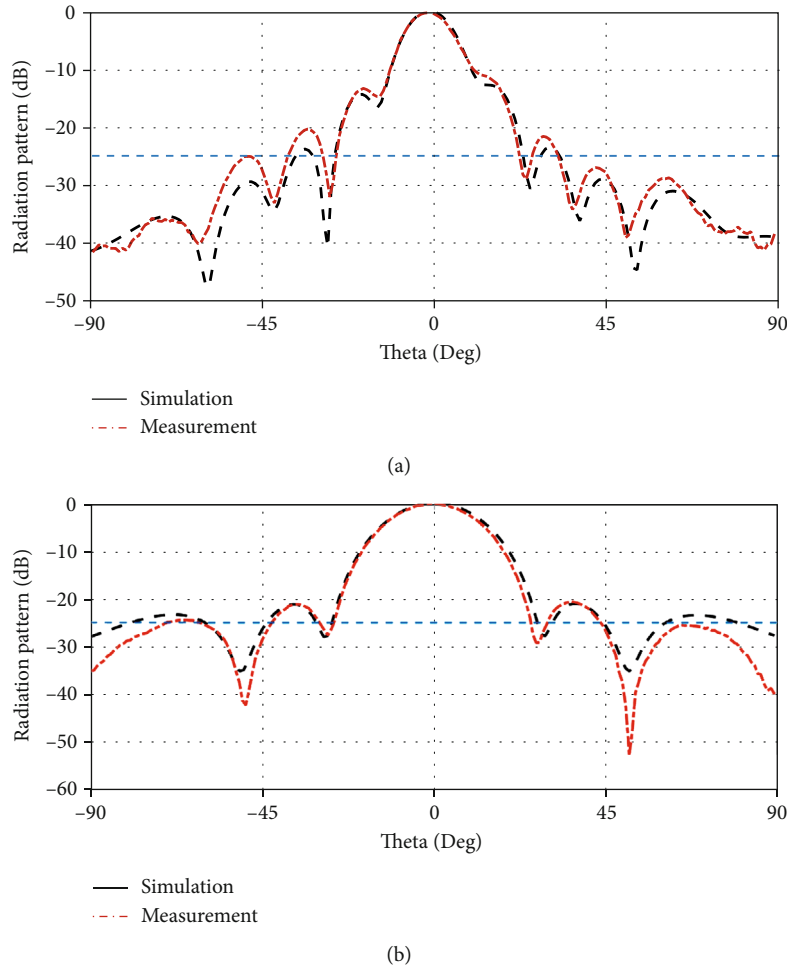 Radiation pattern (dB)
0
–10
–20
–30
–40
–50
–90
–45
0
45
90
Theta (Deg)
Simulation
Measurement
(a)
Radiation pattern (dB)
0
–10
–20
–30
–40
–50
–60
–90
–45
0
45
90
Theta (Deg)
Simulation
Measurement
(b)